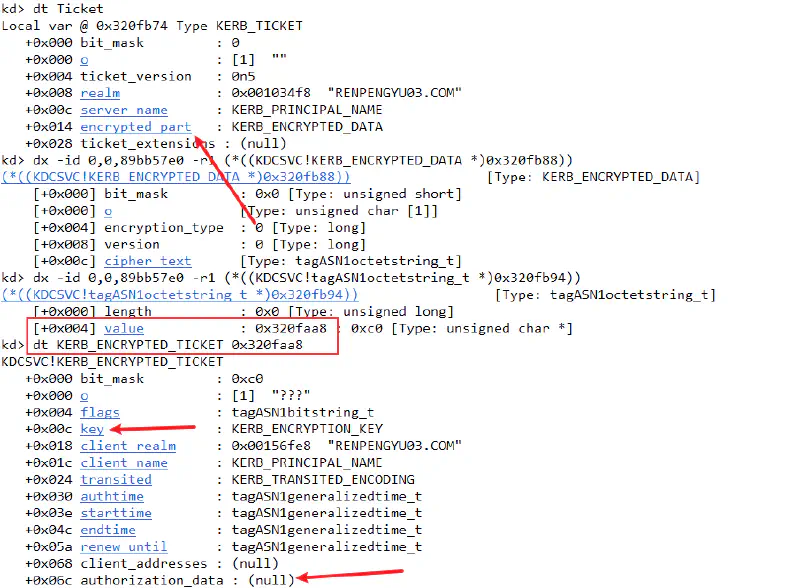 kd> dt Ticket
Local var @ 0x320fb74 Type KERB_TICKET
+0x000 bit_mask : 0
+0x000 o : [1] ""
+0x004 ticket_version : 0n5
+0x008 realm : 0x001034f8 "RENPENGYU03.COM"
+0x00c server_name : KERB_PRINCIPAL_NAME
+0x014 encrypted_part : KERB_ENCRYPTED_DATA
+0x028 ticket_extensions : (null)
kd> dx -id 0,0,89bb57e0 -r1 (*((KDCSVC!KERB_ENCRYPTED_DATA *)0x320fb88))
(*((KDCSVC!KERB_ENCRYPTED_DATA *)0x320fb88)) [Type: KERB_ENCRYPTED_DATA]
[+0x000] bit_mask : 0x0 [Type: unsigned short]
[+0x000] o [Type: unsigned char [1]]
[+0x004] encryption_type : 0 [Type: long]
[+0x008] version : 0 [Type: long]
[+0x00c] cipher_text [Type: tagASN1octetstring_t]
kd> dx -id 0,0,89bb57e0 -r1 (*((KDCSVC!tagASN1octetstring_t *)0x320fb94))
(*((KDCSVC!tagASN1octetstring_t *)0x320fb94)) [Type: tagASN1octetstring_t]
[+0x000] length : 0x0 [Type: unsigned long]
[+0x004] value : 0x320faa8 : 0xc0 [Type: unsigned char *]
kd> dt KERB_ENCRYPTED_TICKET 0x320faa8
KDCSVC!KERB_ENCRYPTED_TICKET
+0x000 bit_mask : 0xc0
+0x000 o : [1] "???"
+0x004 flags : tagASN1bitstring_t
+0x00c key : KERB_ENCRYPTION_KEY
+0x018 client_realm : 0x00156fe8 "RENPENGYU03.COM"
+0x01c client_name : KERB_PRINCIPAL_NAME
+0x024 transited : KERB_TRANSITED_ENCODING
+0x030 authtime : tagASN1generalizedtime_t
+0x03e starttime : tagASN1generalizedtime_t
+0x04c endtime : tagASN1generalizedtime_t
+0x05a renew_until : tagASN1generalizedtime_t
+0x068 client_addresses : (null)
+0x06c authorization_data : (null)